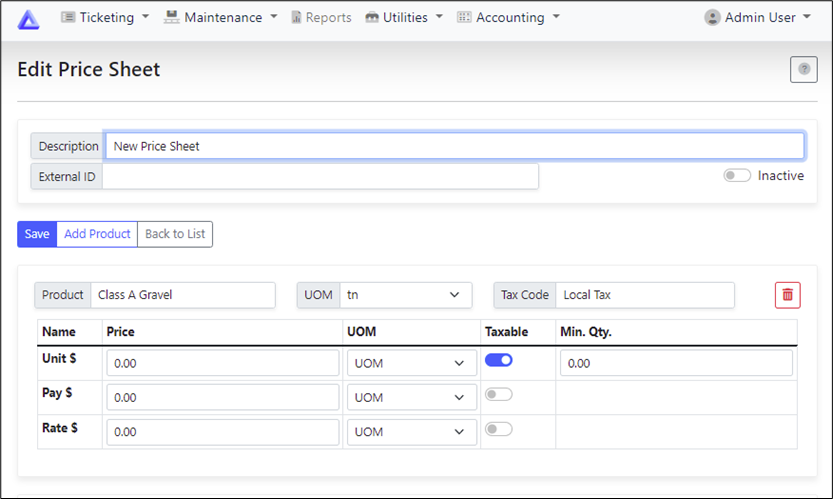 Ticketing Maintenance Reports Utilities Accounting Admin User
Edit Price Sheet
?
Description New Price Sheet
External ID Inactive
Save Add Product Back to List
Product Class A Gravel UOM tn Tax Code Local Tax
Name Price UOM Taxable Min. Qty.
Unit $ 0.00 UOM 0.00
Pay $ 0.00 UOM
Rate $ 0.00 UOM